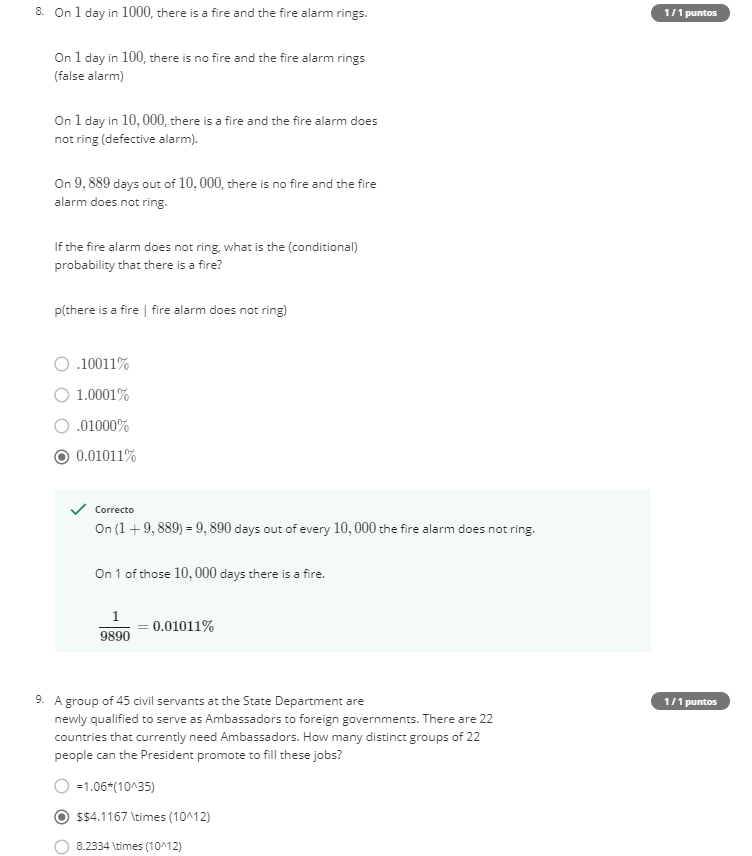 8. On 1 day in 1000, there is a fire and the fire alarm rings.
1 / 1 puntos
On 1 day in 100, there is no fire and the fire alarm rings
(false alarm)
On 1 day in 10, 000, there is a fire and the fire alarm does
not ring (defective alarm).
On 9, 889 days out of 10, 000, there is no fire and the fire
alarm does not ring.
If the fire alarm does not ring, what is the (conditional)
probability that there is a fire?
p(there is a fire | fire alarm does not ring)
.10011%
1.0001%
.01000%
0.01011%
Correcto
On (1 + 9, 889) = 9, 890 days out of every 10, 000 the fire alarm does not ring.
On 1 of those 10, 000 days there is a fire.
1
9890
= 0.01011%
9. A group of 45 civil servants at the State Department are
1 / 1 puntos
newly qualified to serve as Ambassadors to foreign governments. There are 22
countries that currently need Ambassadors. How many distinct groups of 22
people can the President promote to fill these jobs?
=1.06*(10^35)
$$4.1167 \times (10^12)
8.2334 \times (10^12)